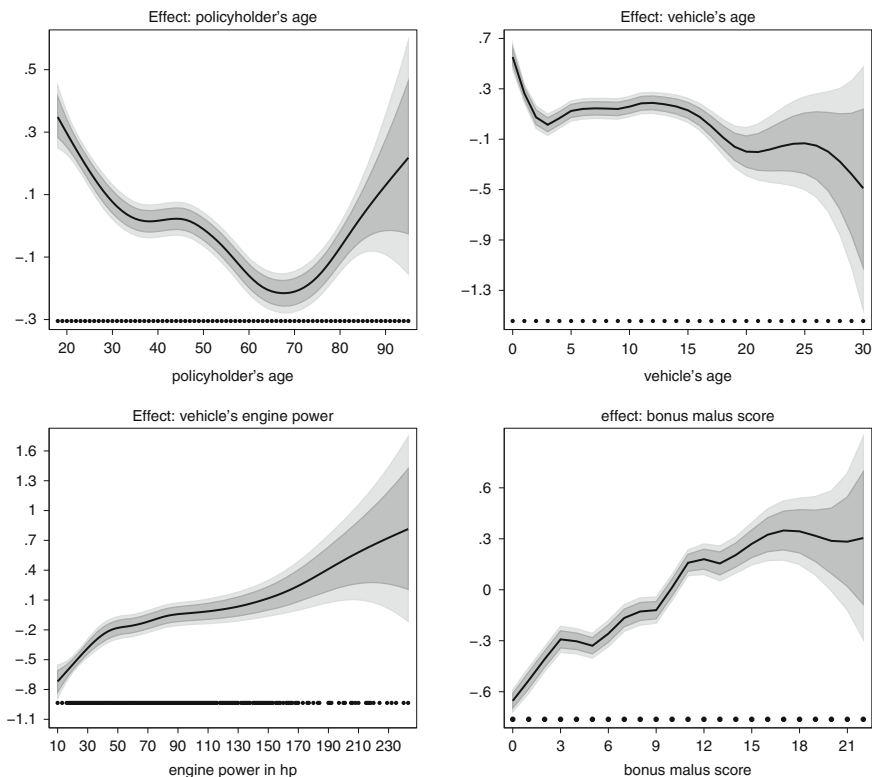 Effect: policyholder's age
.5
.3
.1
−.1
−.3
20 30 40 50 60 70 80 90
policyholder's age
Effect: vehicle's age
.7
.3
−.1
−.5
−.9
−1.3
0 5 10 15 20 25 30
vehicle's age
Effect: vehicle's engine power
1.6
1.3
1
.7
.4
.1
−.2
−.5
−.8
−1.1
10 30 50 70 90 110 130 150 170 190 210 230
engine power in hp
effect: bonus malus score
.6
.3
0
−.3
−.6
0 3 6 9 12 15 18 21
bonus malus score